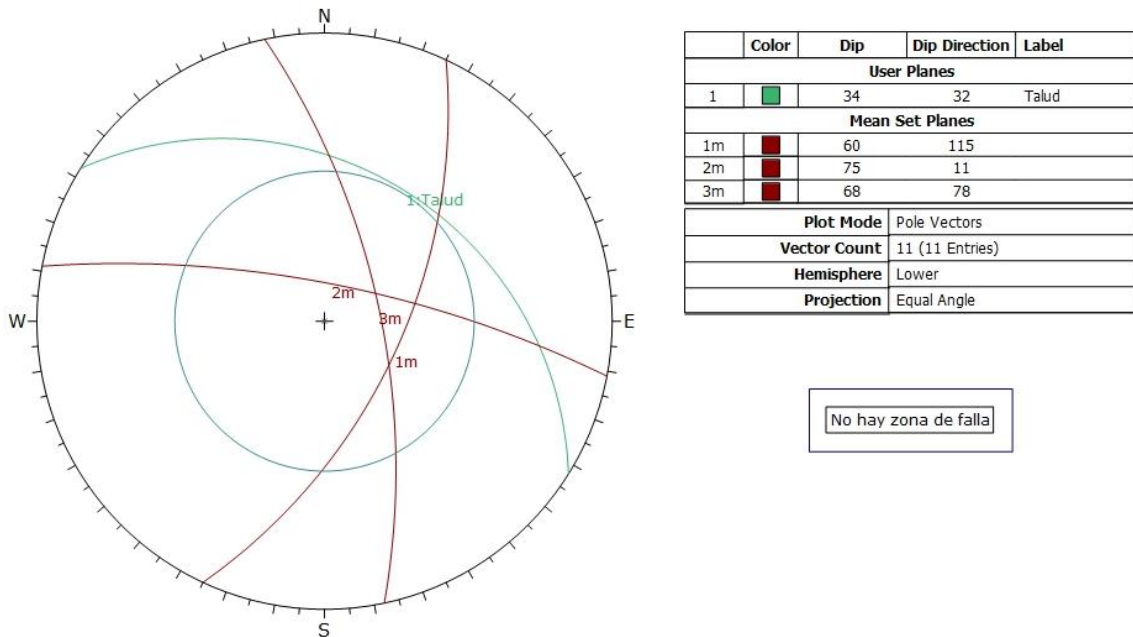 N
W
E
S
1:Talud
2m
3m
1m
Color Dip Dip Direction Label
User Planes
1 34 32 Talud
Mean Set Planes
1m 60 115
2m 75 11
3m 68 78
Plot Mode Pole Vectors
Vector Count 11 (11 Entries)
Hemisphere Lower
Projection Equal Angle
No hay zona de falla